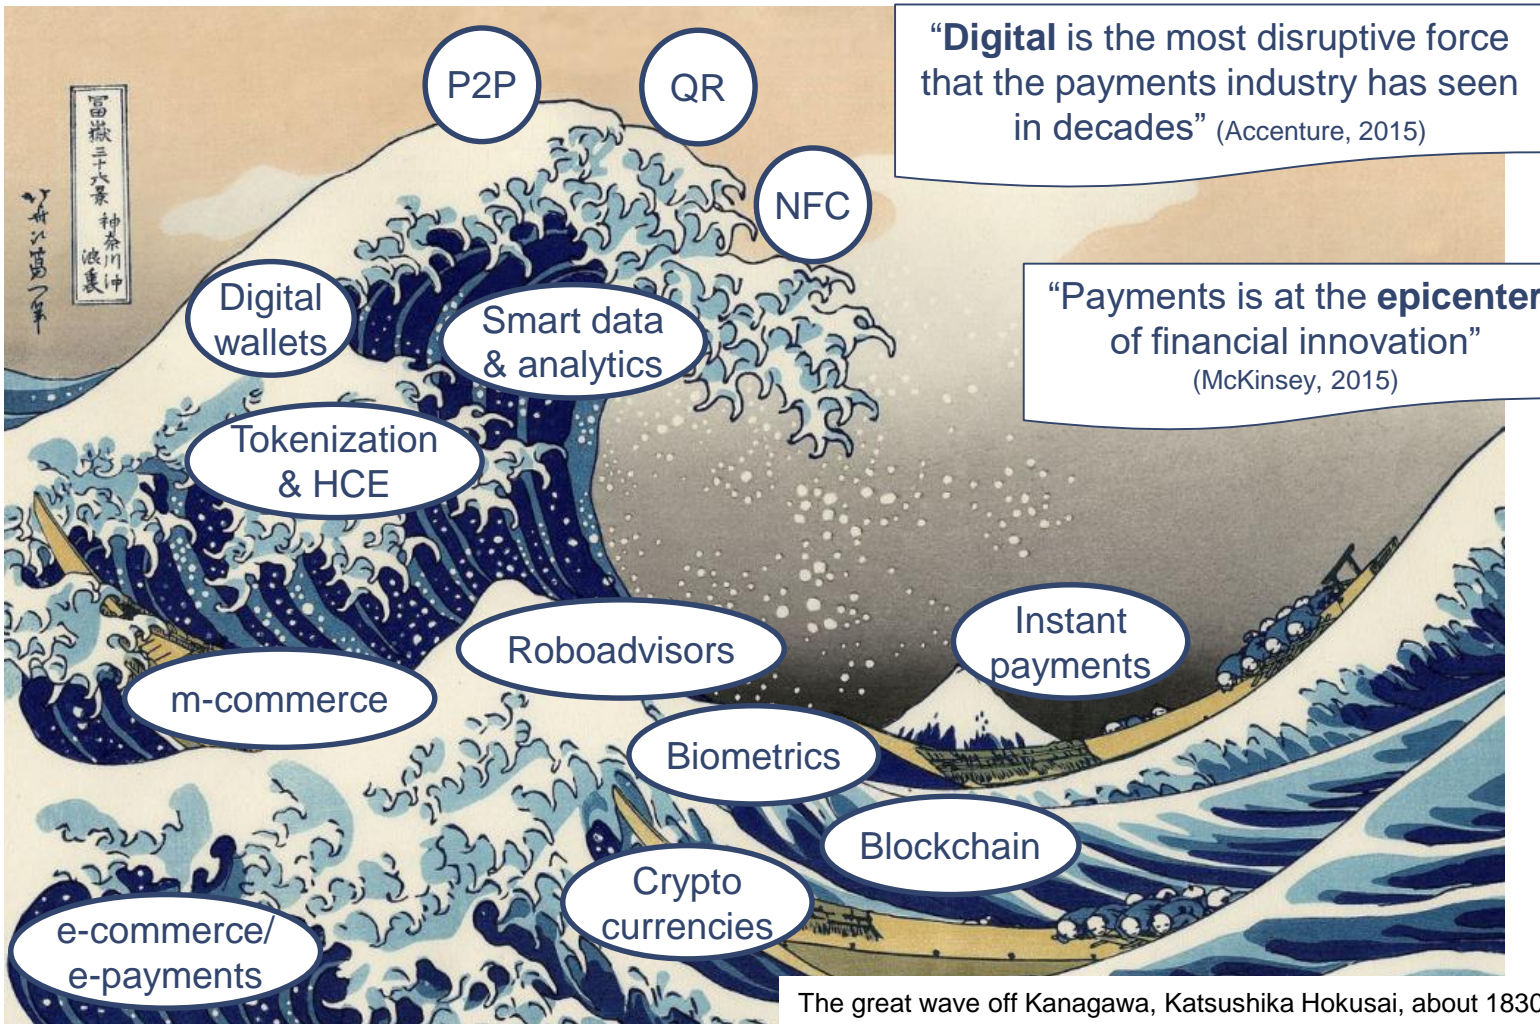 “Digital is the most disruptive force
that the payments industry has seen
in decades” (Accenture, 2015)
P2P
QR
NFC
冨嶽三十六景 神奈川沖
浪裏
Digital
wallets
Smart data
& analytics
“Payments is at the epicenter
of financial innovation”
(McKinsey, 2015)
Tokenization
& HCE
Roboadvisors
Instant
payments
m-commerce
Biometrics
Blockchain
Crypto
currencies
e-commerce/
e-payments
The great wave off Kanagawa, Katsushika Hokusai, about 1830